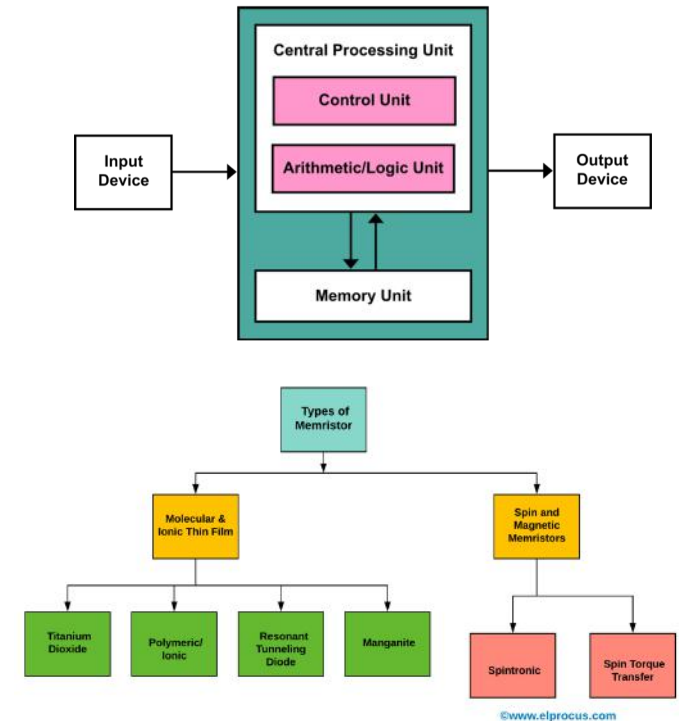 Central Processing Unit
Control Unit
Input
Device
Arithmetic/Logic Unit
Output
Device
Memory Unit
Types of
Memristor
Molecular &
Ionic Thin Film
Spin and
Magnetic
Memristors
Titanium
Dioxide
Polymeric/
Ionic
Resonant
Tunneling
Diode
Manganite
Spintronic
Spin Torque
Transfer
©www.elprocus.com